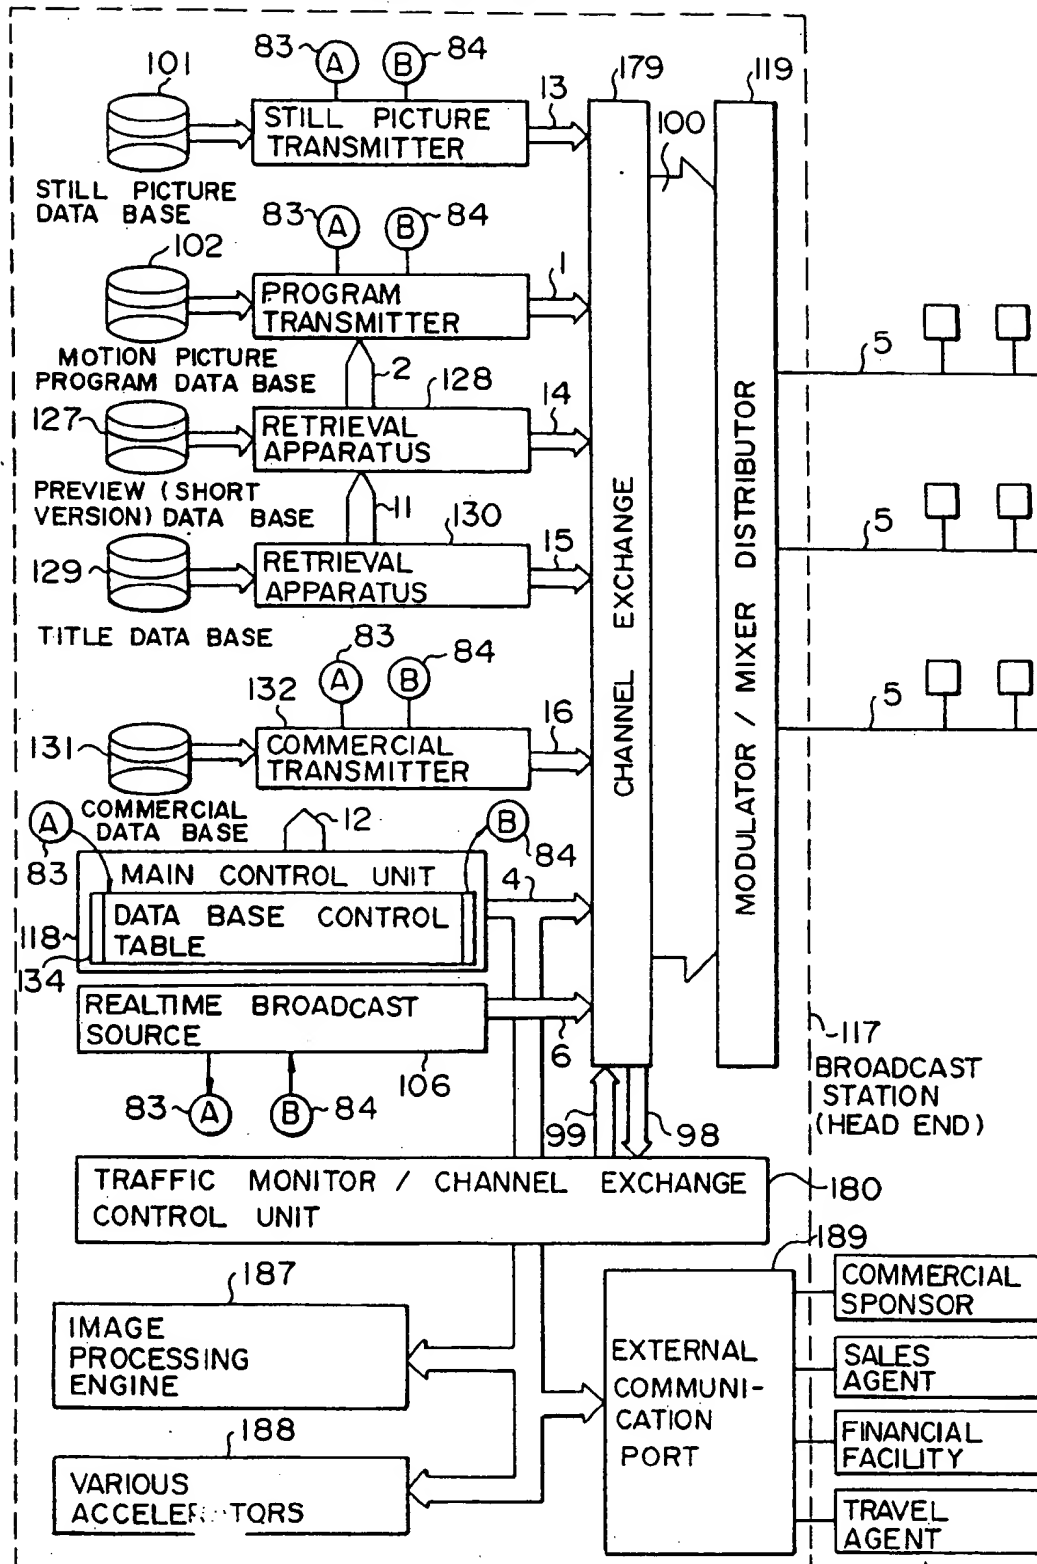 83
84
101
A
B
179
119
13
STILL PICTURE
TRANSMITTER
100
STILL PICTURE
DATA BASE
83
84
102
A
B
1
PROGRAM
TRANSMITTER
MOTION PICTURE
PROGRAM DATA BASE
2
128
5
127
14
RETRIEVAL
APPARATUS
PREVIEW (SHORT
VERSION) DATA BASE
11
130
129
15
RETRIEVAL
APPARATUS
5
TITLE DATA BASE
CHANNEL EXCHANGE
MODULATOR / MIXER DISTRIBUTOR
83
84
132
A
B
16
5
131
COMMERCIAL
TRANSMITTER
COMMERCIAL
DATA BASE
A
83
12
B
84
MAIN CONTROL UNIT
4
DATA BASE CONTROL
TABLE
118
134
REALTIME BROADCAST
SOURCE
6
106
83
A
B
84
99
98
117
BROADCAST
STATION
(HEAD END)
TRAFFIC MONITOR / CHANNEL EXCHANGE
CONTROL UNIT
180
189
187
IMAGE
PROCESSING
ENGINE
EXTERNAL
COMMUNI-
CATION
PORT
COMMERCIAL
SPONSOR
SALES
AGENT
188
FINANCIAL
FACILITY
VARIOUS
TRAVEL
AGENT